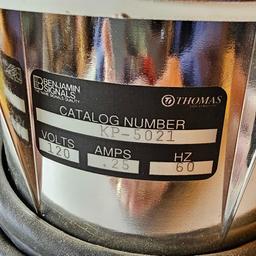 BENJAMIN
SIGNALS
THOMAS
CATALOG NUMBER
KP-5021
VOLTS AMPS HZ
120 .25 60